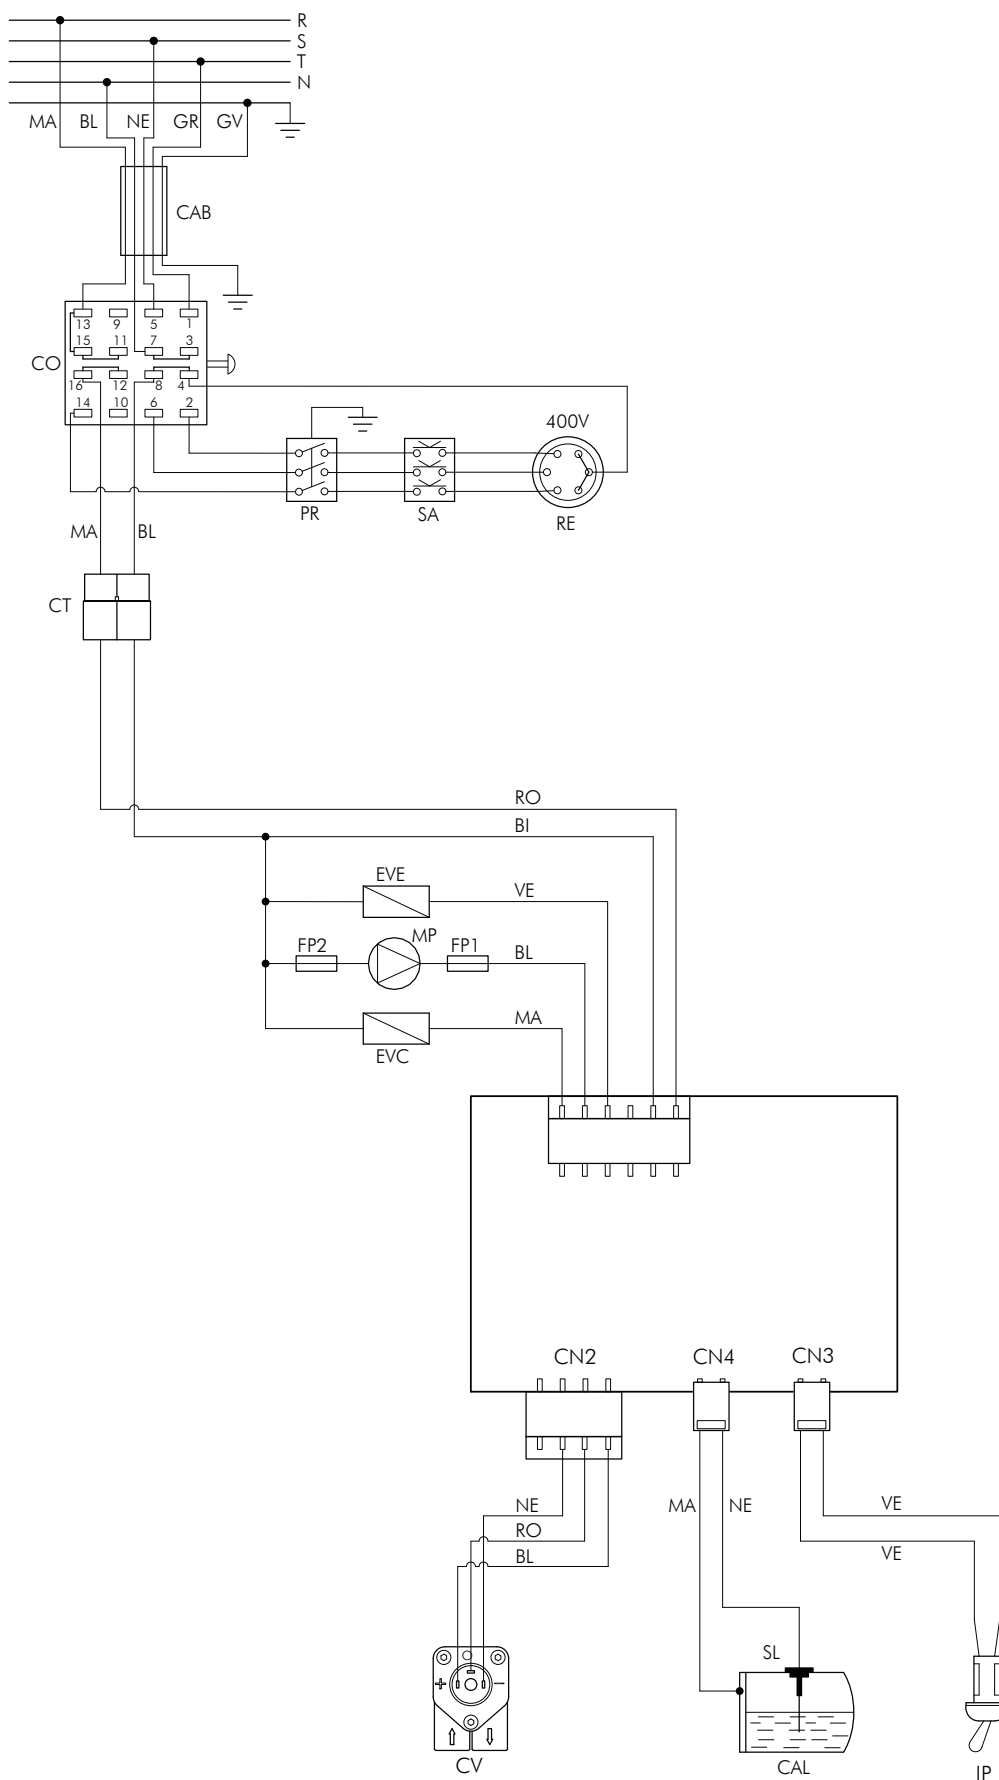 R
S
T
N
MA BL NE GR GV
CAB
13 9 5 1
15 11 7 3
CO
16 12 8 4
14 10 6 2
400V
PR SA RE
MA BL
CT
RO
BI
EVE VE
FP2 MP FP1 BL
MA
EVC
CN2 CN4 CN3
NE MA NE VE
RO
BL VE
SL
+ −
CV CAL IP